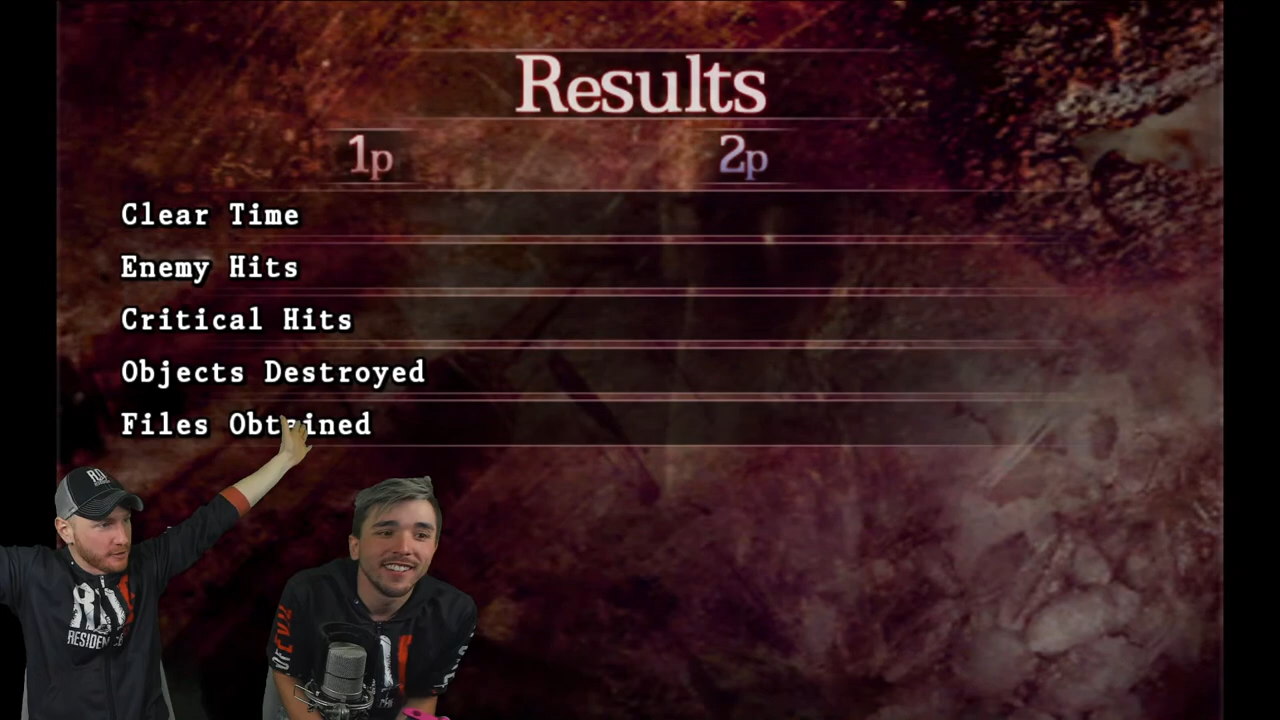 Results
1p 2p
Clear Time
Enemy Hits
Critical Hits
Objects Destroyed
Files Obtained